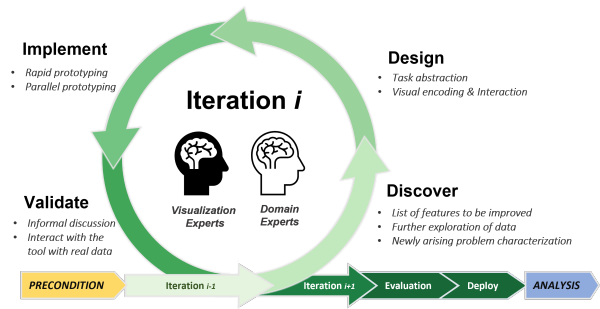 Implement
• Rapid prototyping
• Parallel prototyping
Design
• Task abstraction
• Visual encoding & Interaction
Iteration i
Visualization
Experts
Domain
Experts
Validate
• Informal discussion
• Interact with the
tool with real data
Discover
• List of features to be improved
• Further exploration of data
• Newly arising problem characterization
PRECONDITION
Iteration i-1
Iteration i+1
Evaluation
Deploy
ANALYSIS